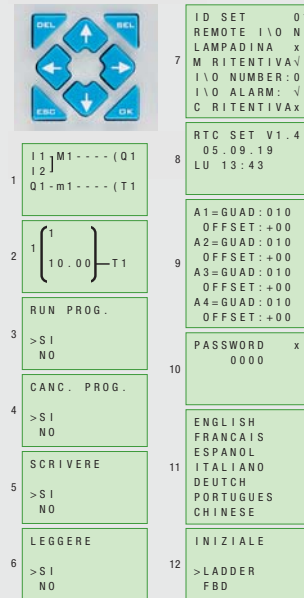 DEL
SEL
ESC
OK
1
I1]M1----(Q1
I2
Q1-m1----(T1
2
1
1
10.00 T1
3
RUN PROG.
>SI
NO
4
CANC. PROG.
>SI
NO
5
SCRIVERE
>SI
NO
6
LEGGERE
>SI
NO
7
ID SET 0
REMOTE I\O N
LAMPADINA x
M RITENTIVA√
I\O NUMBER:0
I\O ALARM: √
C RITENTIVAx
8
RTC SET V1.4
05.09.19
LU 13:43
9
A1=GUAD:010
OFFSET:+00
A2=GUAD:010
OFFSET:+00
A3=GUAD:010
OFFSET:+00
A4=GUAD:010
OFFSET:+00
10
PASSWORD x
0000
11
ENGLISH
FRANCAIS
ESPANOL
ITALIANO
DEUTCH
PORTUGUES
CHINESE
12
INIZIALE
>LADDER
FBD